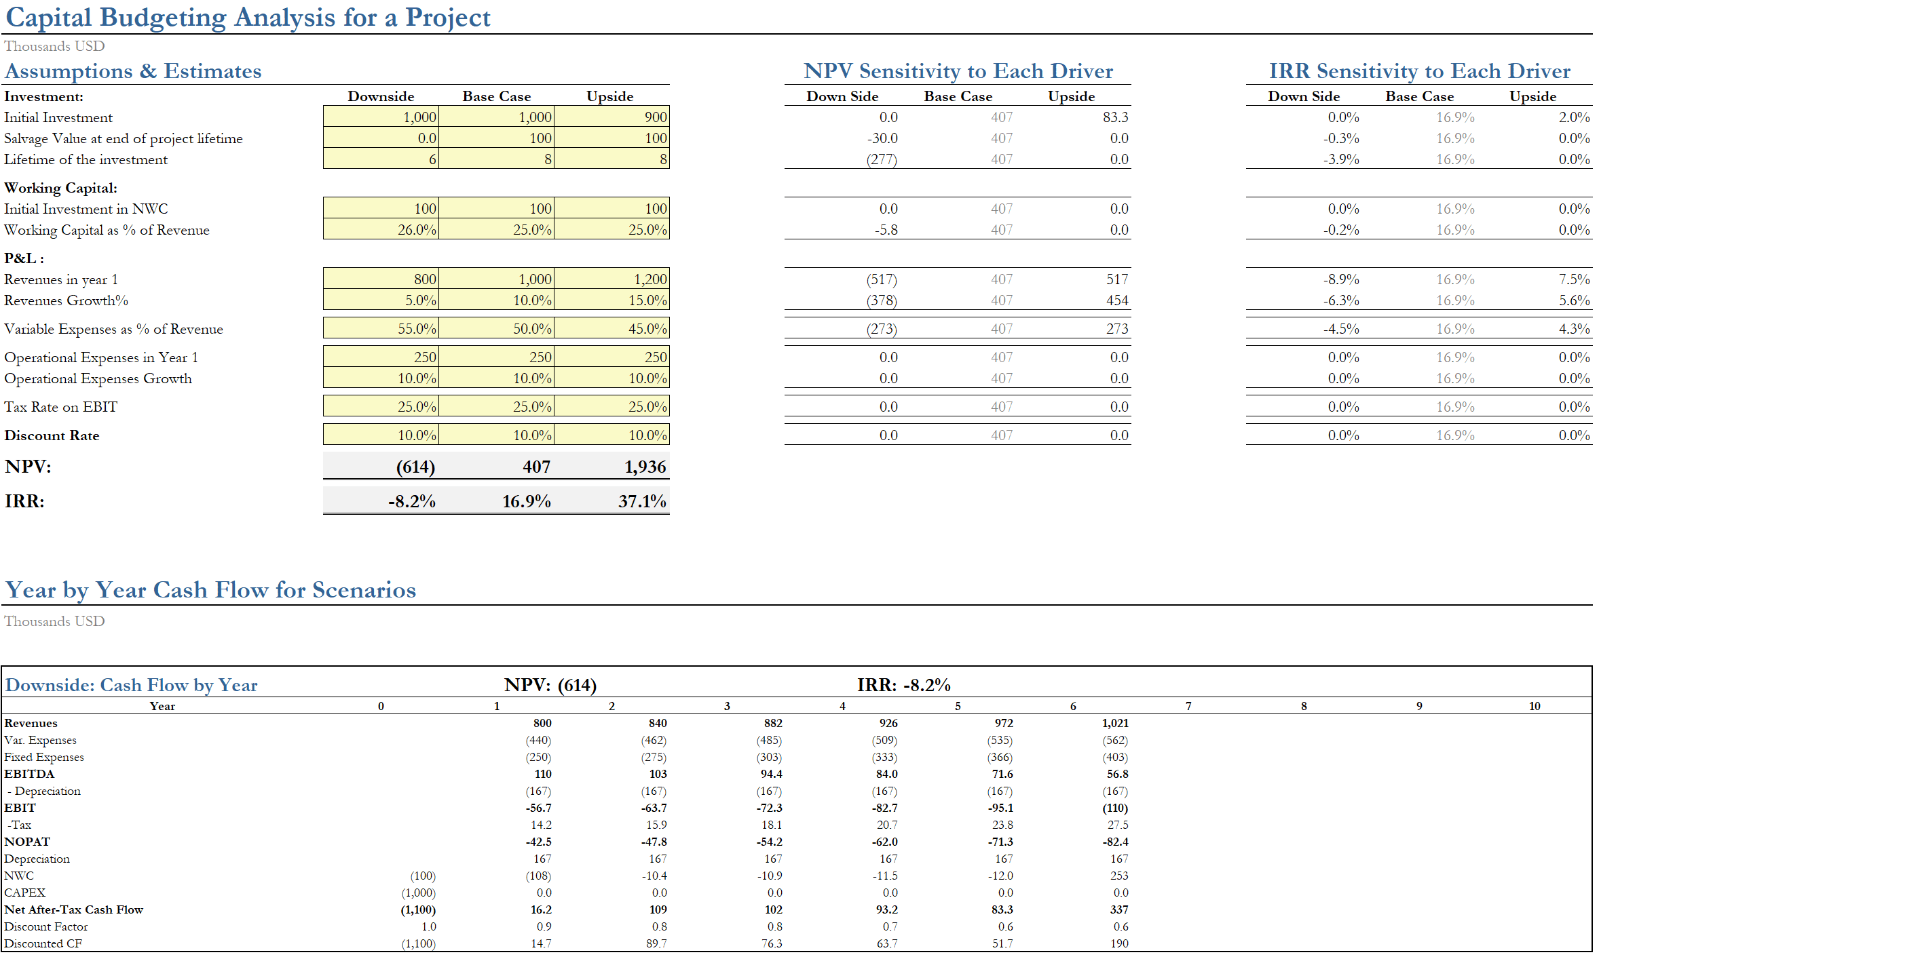 Capital Budgeting Analysis for a Project
Thousands USD
Assumptions & Estimates NPV Sensitivity to Each Driver IRR Sensitivity to Each Driver
Investment: Downside Base Case Upside Down Side Base Case Upside Down Side Base Case Upside
Initial Investment 1,000 1,000 900 0.0 407 83.3 0.0% 16.9% 2.0%
Salvage Value at end of project lifetime 0.0 100 100 -30.0 407 0.0 -0.3% 16.9% 0.0%
Lifetime of the investment 6 8 8 (277) 407 0.0 -3.9% 16.9% 0.0%
Working Capital:
Initial Investment in NWC 100 100 100 0.0 407 0.0 0.0% 16.9% 0.0%
Working Capital as % of Revenue 26.0% 25.0% 25.0% -5.8 407 0.0 -0.2% 16.9% 0.0%
P&L :
Revenues in year 1 800 1,000 1,200 (517) 407 517 -8.9% 16.9% 7.5%
Revenues Growth% 5.0% 10.0% 15.0% (378) 407 454 -6.3% 16.9% 5.6%
Variable Expenses as % of Revenue 55.0% 50.0% 45.0% (273) 407 273 -4.5% 16.9% 4.3%
Operational Expenses in Year 1 250 250 250 0.0 407 0.0 0.0% 16.9% 0.0%
Operational Expenses Growth 10.0% 10.0% 10.0% 0.0 407 0.0 0.0% 16.9% 0.0%
Tax Rate on EBIT 25.0% 25.0% 25.0% 0.0 407 0.0 0.0% 16.9% 0.0%
Discount Rate 10.0% 10.0% 10.0% 0.0 407 0.0 0.0% 16.9% 0.0%
NPV: (614) 407 1,936
IRR: -8.2% 16.9% 37.1%
Year by Year Cash Flow for Scenarios
Thousands USD
Downside: Cash Flow by Year NPV: (614) IRR: -8.2%
Year 0 1 2 3 4 5 6 7 8 9 10
Revenues 800 840 882 926 972 1,021
Var. Expenses (440) (462) (485) (509) (535) (562)
Fixed Expenses (250) (275) (303) (333) (366) (403)
EBITDA 110 103 94.4 84.0 71.6 56.8
- Depreciation (167) (167) (167) (167) (167) (167)
EBIT -56.7 -63.7 -72.3 -82.7 -95.1 (110)
-Tax 14.2 15.9 18.1 20.7 23.8 27.5
NOPAT -42.5 -47.8 -54.2 -62.0 -71.3 -82.4
Depreciation 167 167 167 167 167 167
NWC (100) (108) -10.4 -10.9 -11.5 -12.0 253
CAPEX (1,000) 0.0 0.0 0.0 0.0 0.0 0.0
Net After-Tax Cash Flow (1,100) 16.2 109 102 93.2 83.3 337
Discount Factor 1.0 0.9 0.8 0.8 0.7 0.6 0.6
Discounted CF (1,100) 14.7 89.7 76.3 63.7 51.7 190